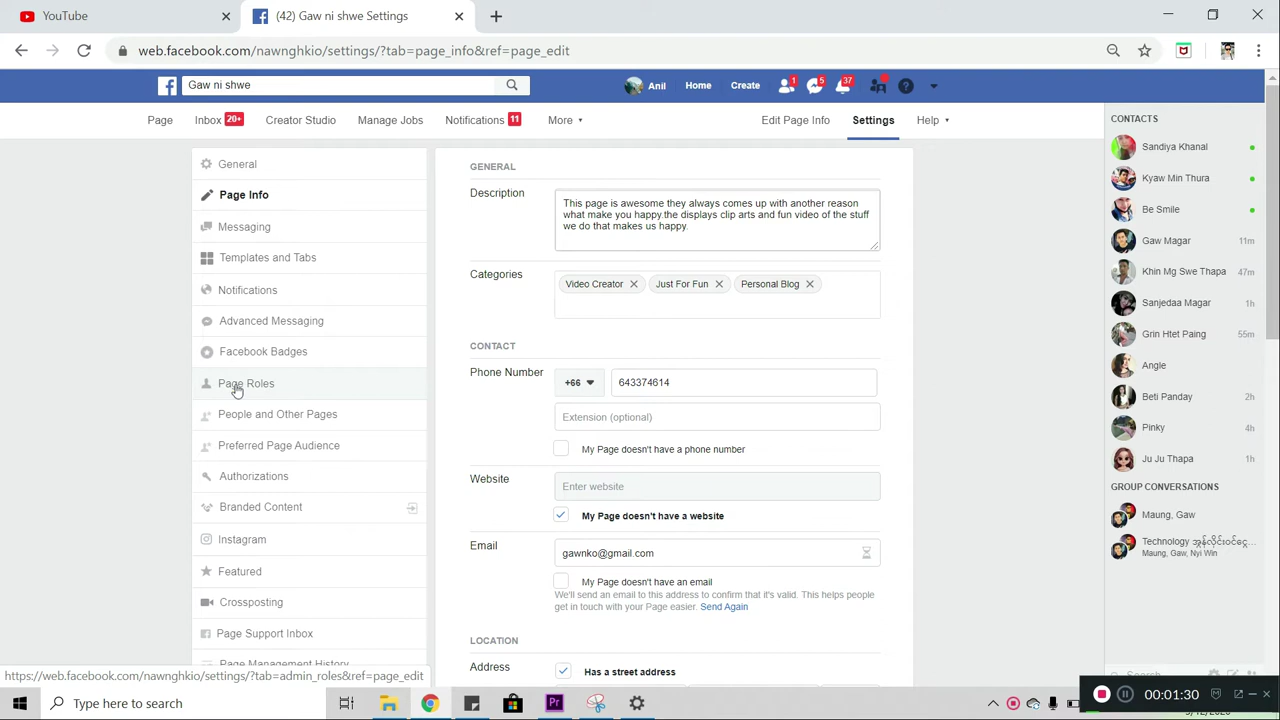 YouTube
(42) Gaw ni shwe Settings
web.facebook.com/nawnghkio/settings/?tab=page_info&ref=page_edit
Gaw ni shwe
Anil
Home
Create
1
5
37
Page
Inbox 20+
Creator Studio
Manage Jobs
Notifications 11
More
Edit Page Info
Settings
Help
General
Page Info
Messaging
Templates and Tabs
Notifications
Advanced Messaging
Facebook Badges
Page Roles
People and Other Pages
Preferred Page Audience
Authorizations
Branded Content
Instagram
Featured
Crossposting
Page Support Inbox
Page Management History
GENERAL
Description
This page is awesome they always comes up with another reason
what make you happy.the displays clip arts and fun video of the stuff
we do that makes us happy.
Categories
Video Creator
Just For Fun
Personal Blog
CONTACT
Phone Number
+66
643374614
Extension (optional)
My Page doesn't have a phone number
Website
Enter website
My Page doesn't have a website
Email
gawnko@gmail.com
My Page doesn't have an email
We'll send an email to this address to confirm that it's valid. This helps people
get in touch with your Page easier. Send Again
LOCATION
Address
Has a street address
CONTACTS
Sandiya Khanal
Kyaw Min Thura
Be Smile
Gaw Magar 11m
Khin Mg Swe Thapa 47m
Sanjedaa Magar 1h
Grin Htet Paing 55m
Angle
Beti Panday 2h
Pinky 4h
Ju Ju Thapa 1h
GROUP CONVERSATIONS
Maung, Gaw
Technology
Maung, Gaw, Nyi Win
Search
https://web.facebook.com/nawnghkio/settings/?tab=admin_roles&ref=page_edit
Type here to search
Pr
00:01:30